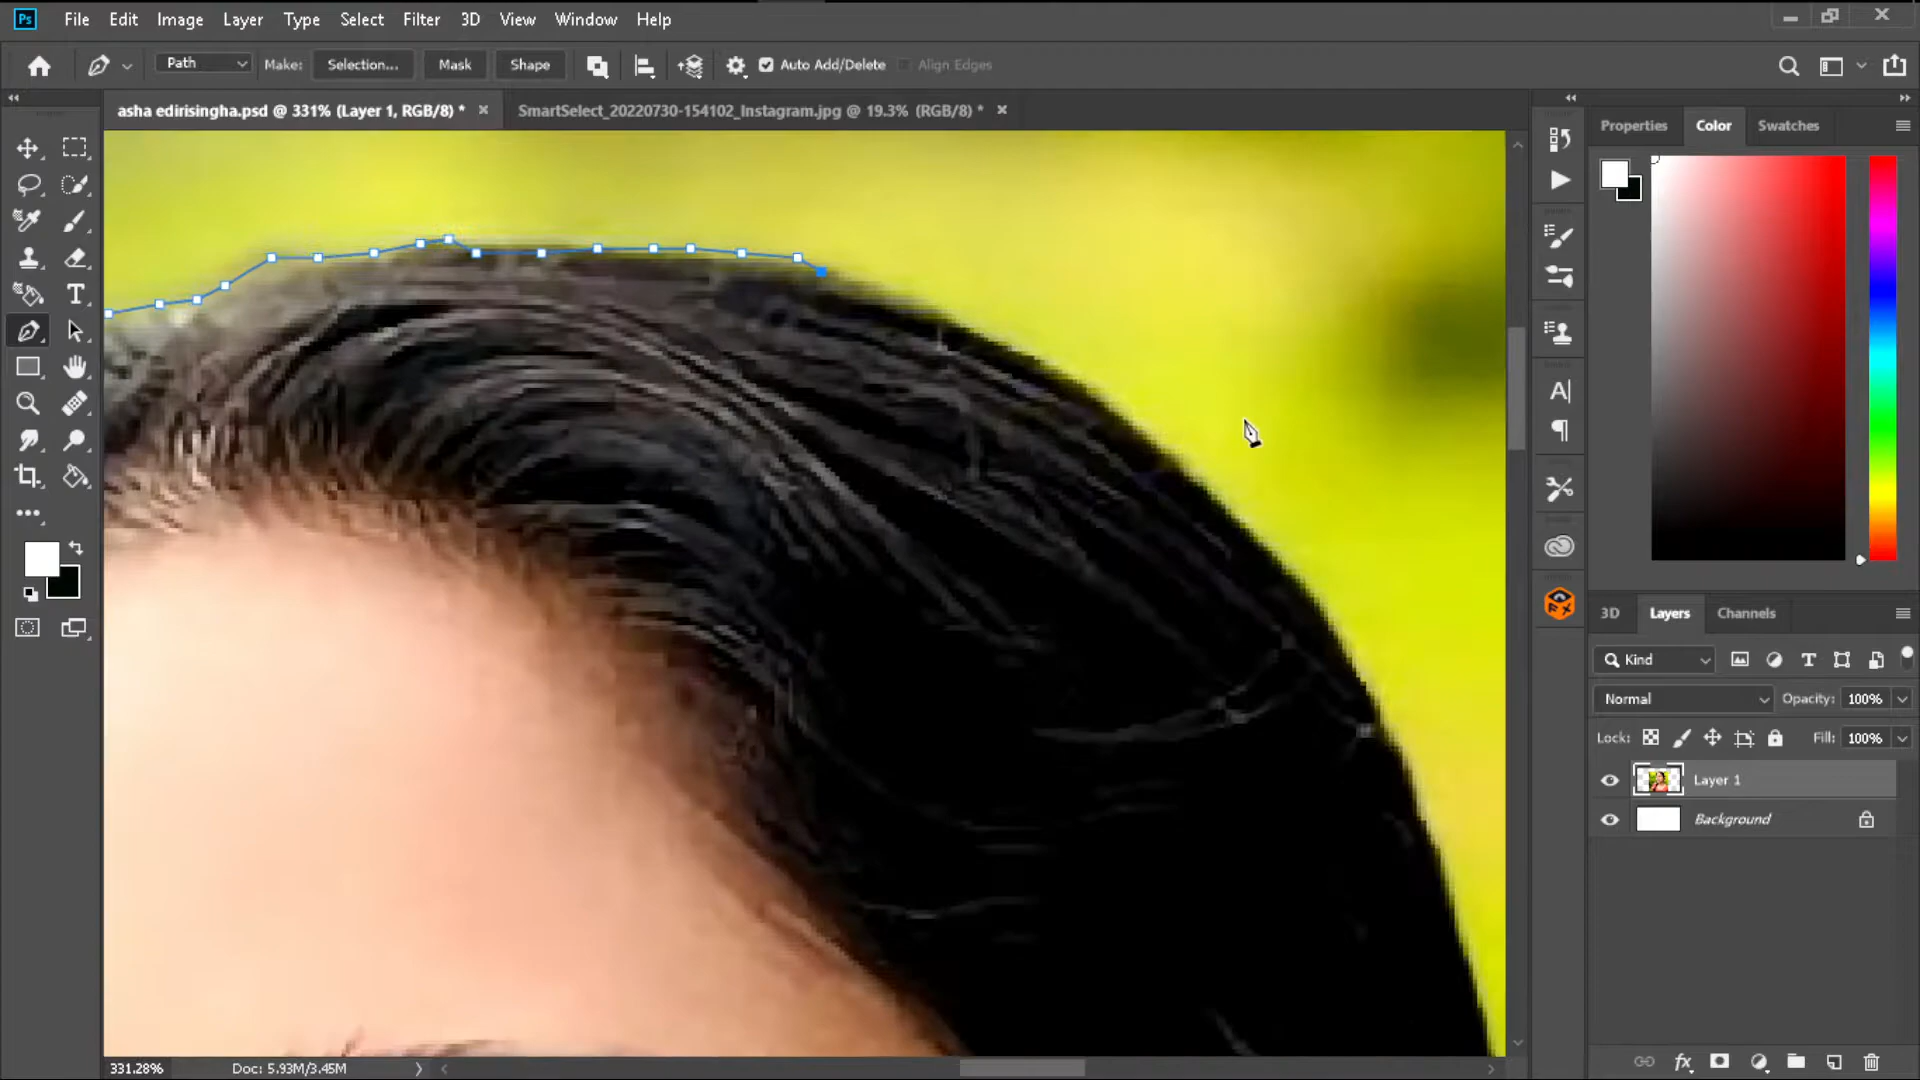 Ps File Edit Image Layer Type Select Filter 3D View Window Help
Path Make: Selection... Mask Shape Auto Add/Delete Align Edges
asha edirisingha.psd @ 331% (Layer 1, RGB/8) * SmartSelect_20220730-154102_Instagram.jpg @ 19.3% (RGB/8) *
Properties Color Swatches
3D Layers Channels
Kind
Normal Opacity: 100%
Lock: Fill: 100%
Layer 1
Background
331.28% Doc: 5.93M/3.45M